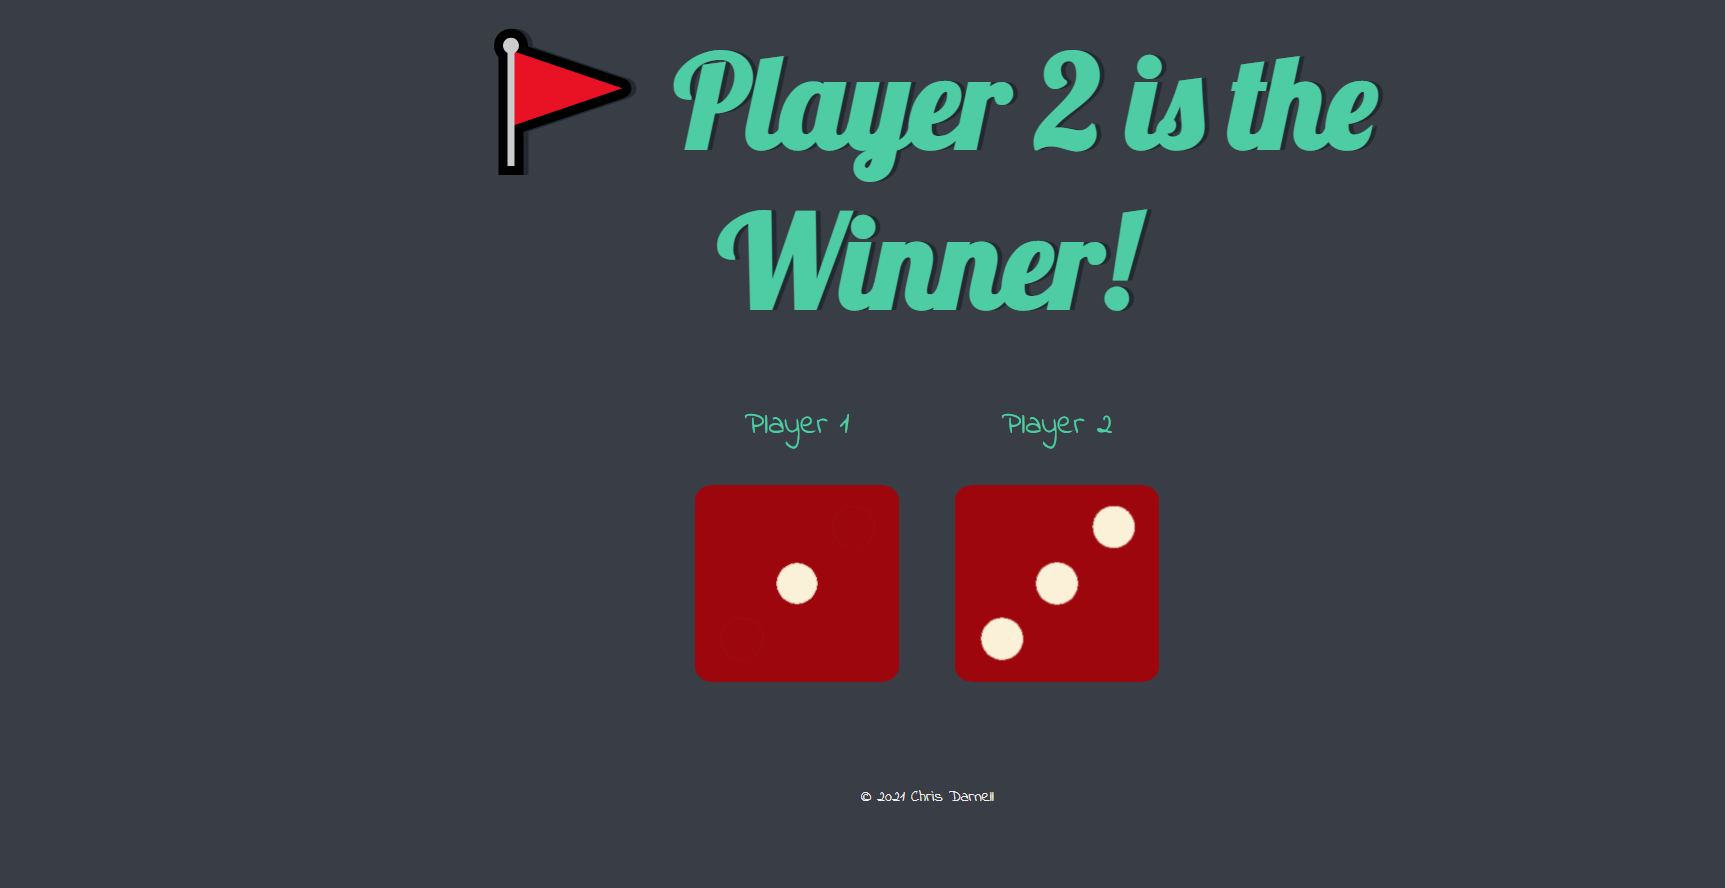 Player 2 is the
Winner!
Player 1
Player 2
© 2021 Chris Darnell